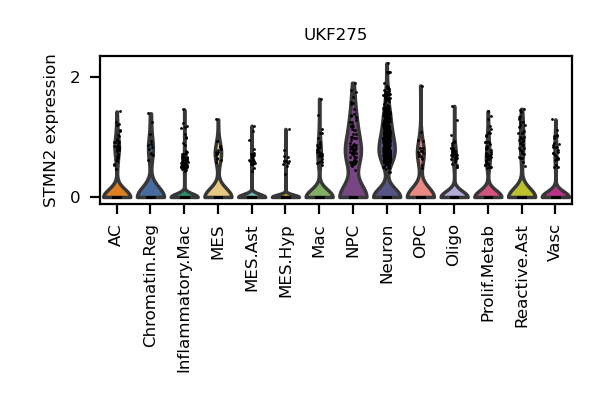 UKF275
STMN2 expression
2
0
AC
Chromatin.Reg
Inflammatory.Mac
MES
MES.Ast
MES.Hyp
Mac
NPC
Neuron
OPC
Oligo
Prolif.Metab
Reactive.Ast
Vasc